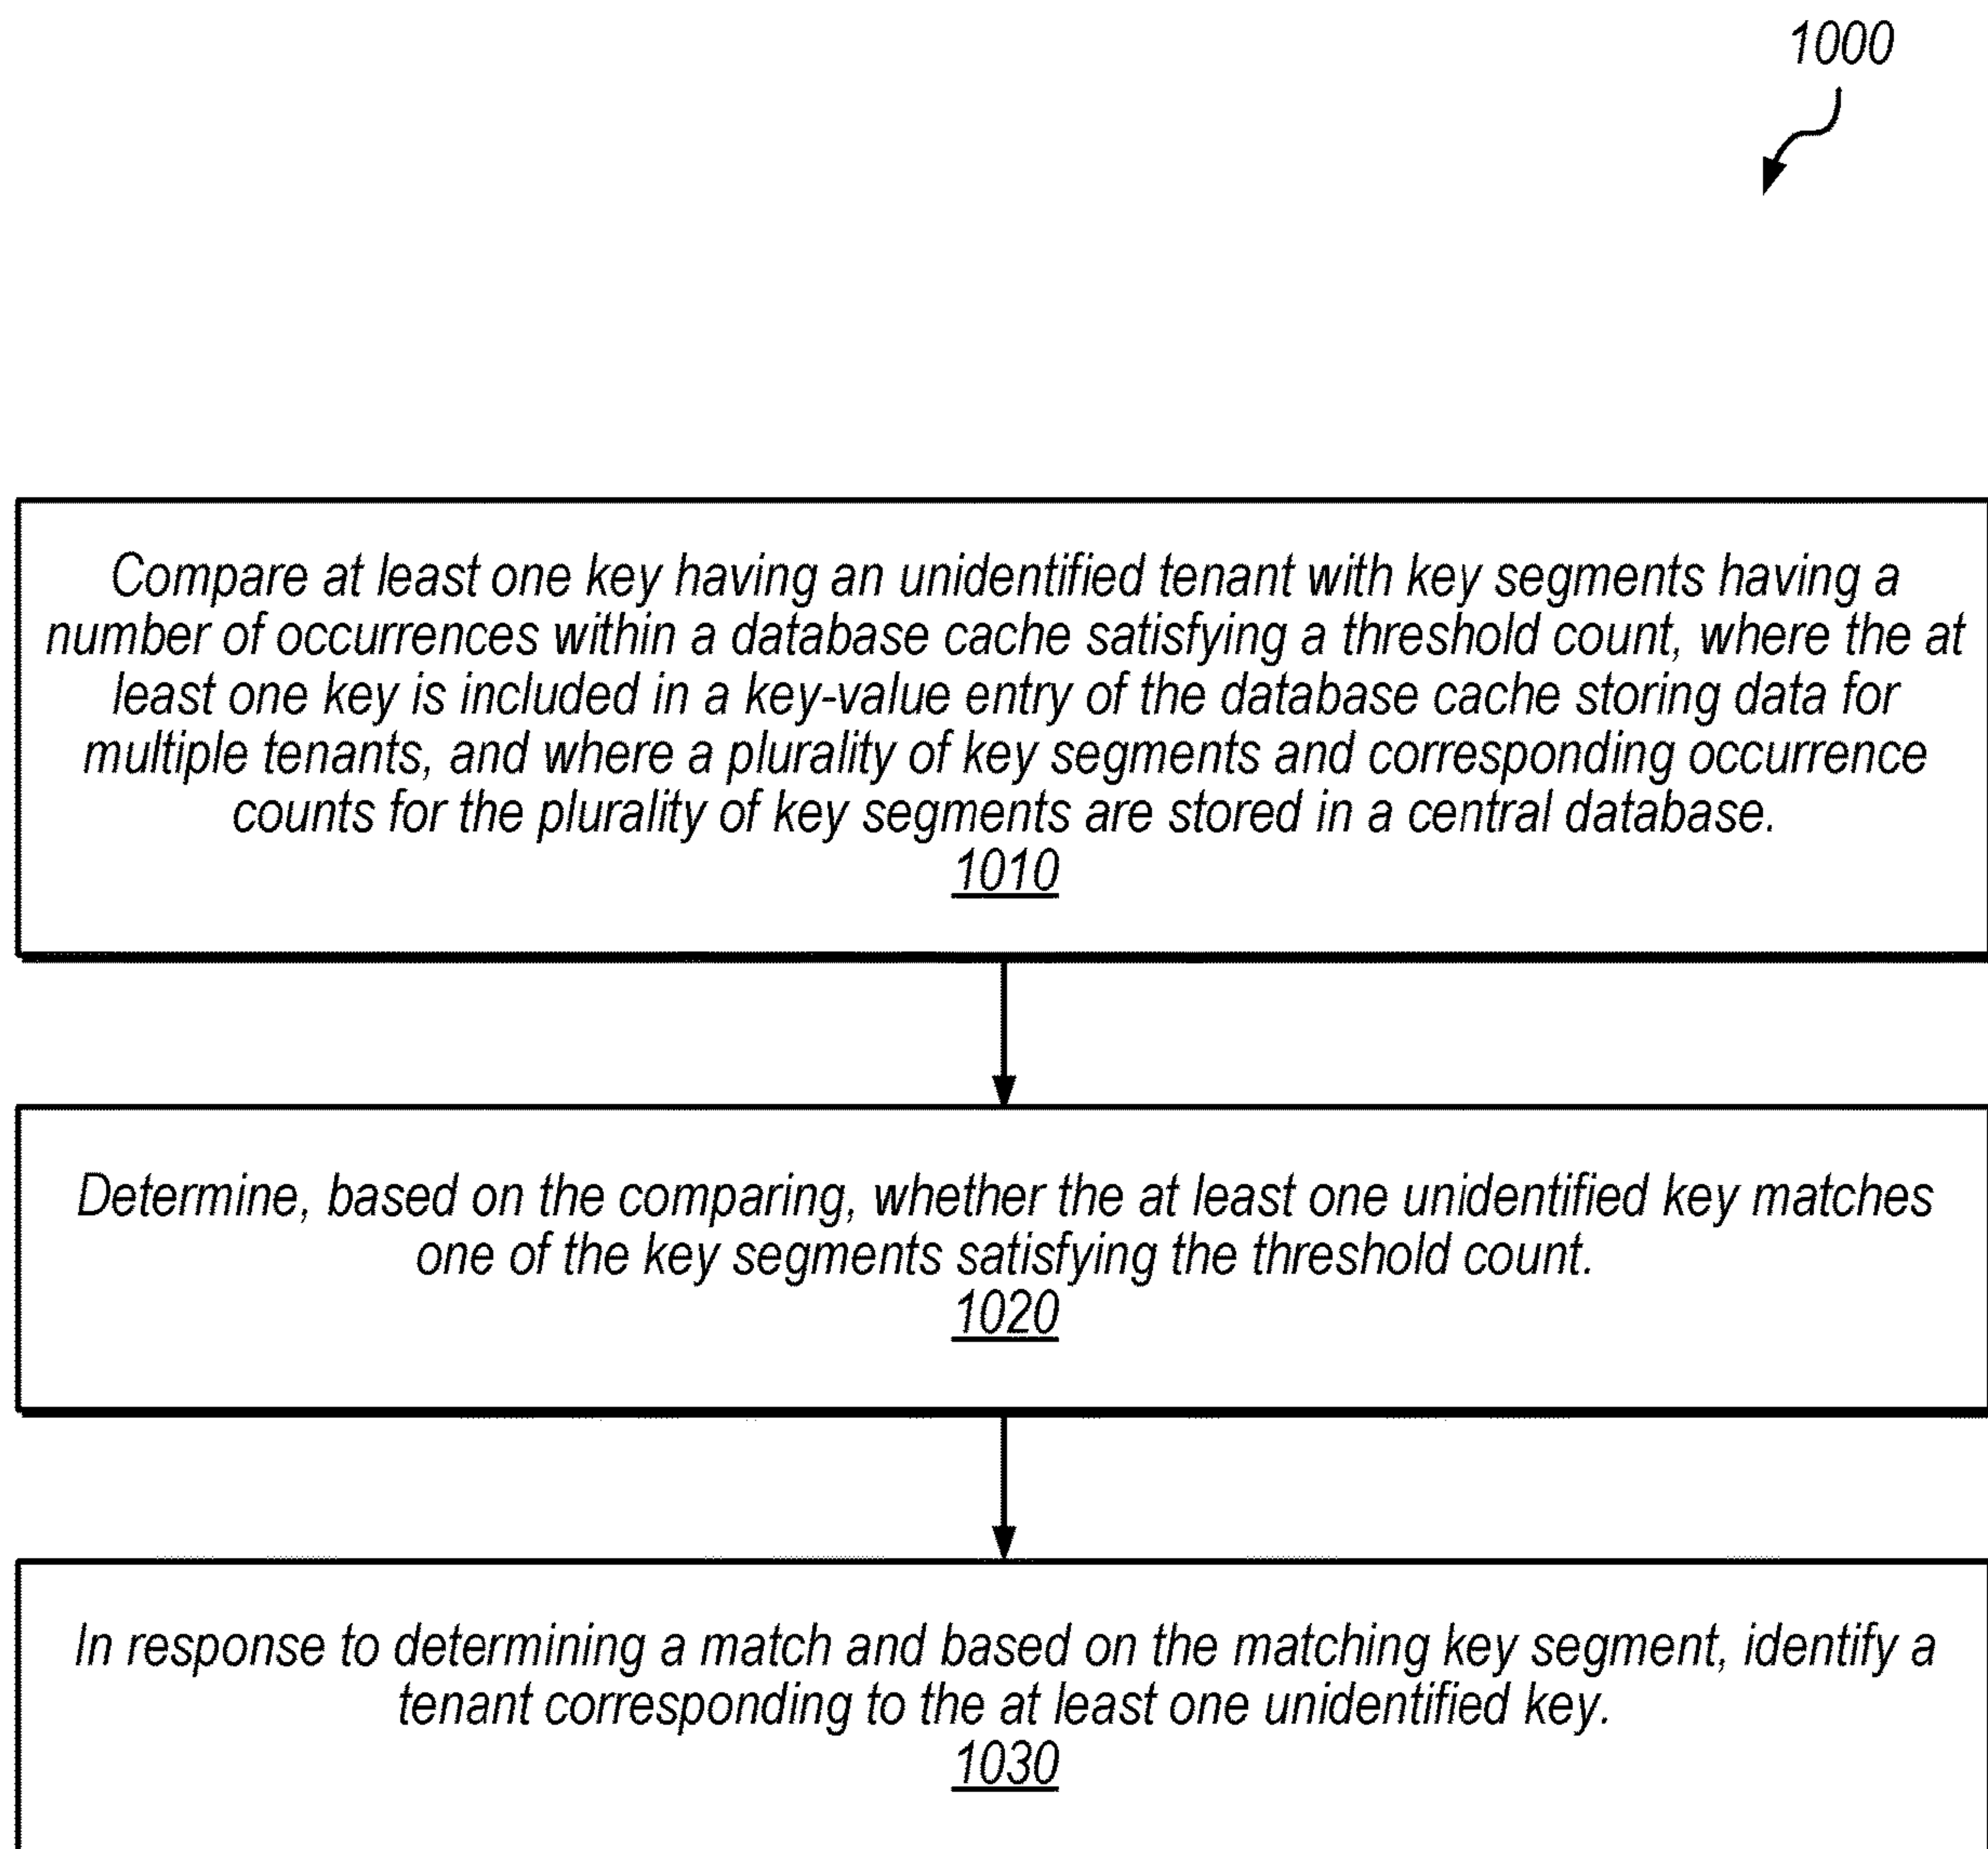 1000
Compare at least one key having an unidentified tenant with key segments having a
number of occurrences within a database cache satisfying a threshold count, where the at
least one key is included in a key-value entry of the database cache storing data for
multiple tenants, and where a plurality of key segments and corresponding occurrence
counts for the plurality of key segments are stored in a central database.
1010
Determine, based on the comparing, whether the at least one unidentified key matches
one of the key segments satisfying the threshold count.
1020
In response to determining a match and based on the matching key segment, identify a
tenant corresponding to the at least one unidentified key.
1030